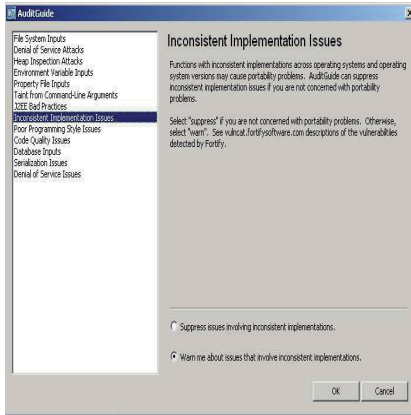 AuditGuide
File System Inputs
Denial of Service Attacks
Heap Inspection Attacks
Environment Variable Inputs
Property File Inputs
Taint from Command-Line Arguments
J2EE Bad Practices
Inconsistent Implementation Issues
Poor Programming Style Issues
Code Quality Issues
Database Inputs
Serialization Issues
Denial of Service Issues
Inconsistent Implementation Issues
Functions with inconsistent implementations across operating systems and operating
system versions may cause portability problems. AuditGuide can suppress
inconsistent implementation issues if you are not concerned with portability
problems.
Select "suppress" if you are not concerned with portability problems. Otherwise,
select "warn". See vulncat.fortifysoftware.com descriptions of the vulnerabilities
detected by Fortify.
Suppress issues involving inconsistent implementations.
Warn me about issues that involve inconsistent implementations.
OK
Cancel